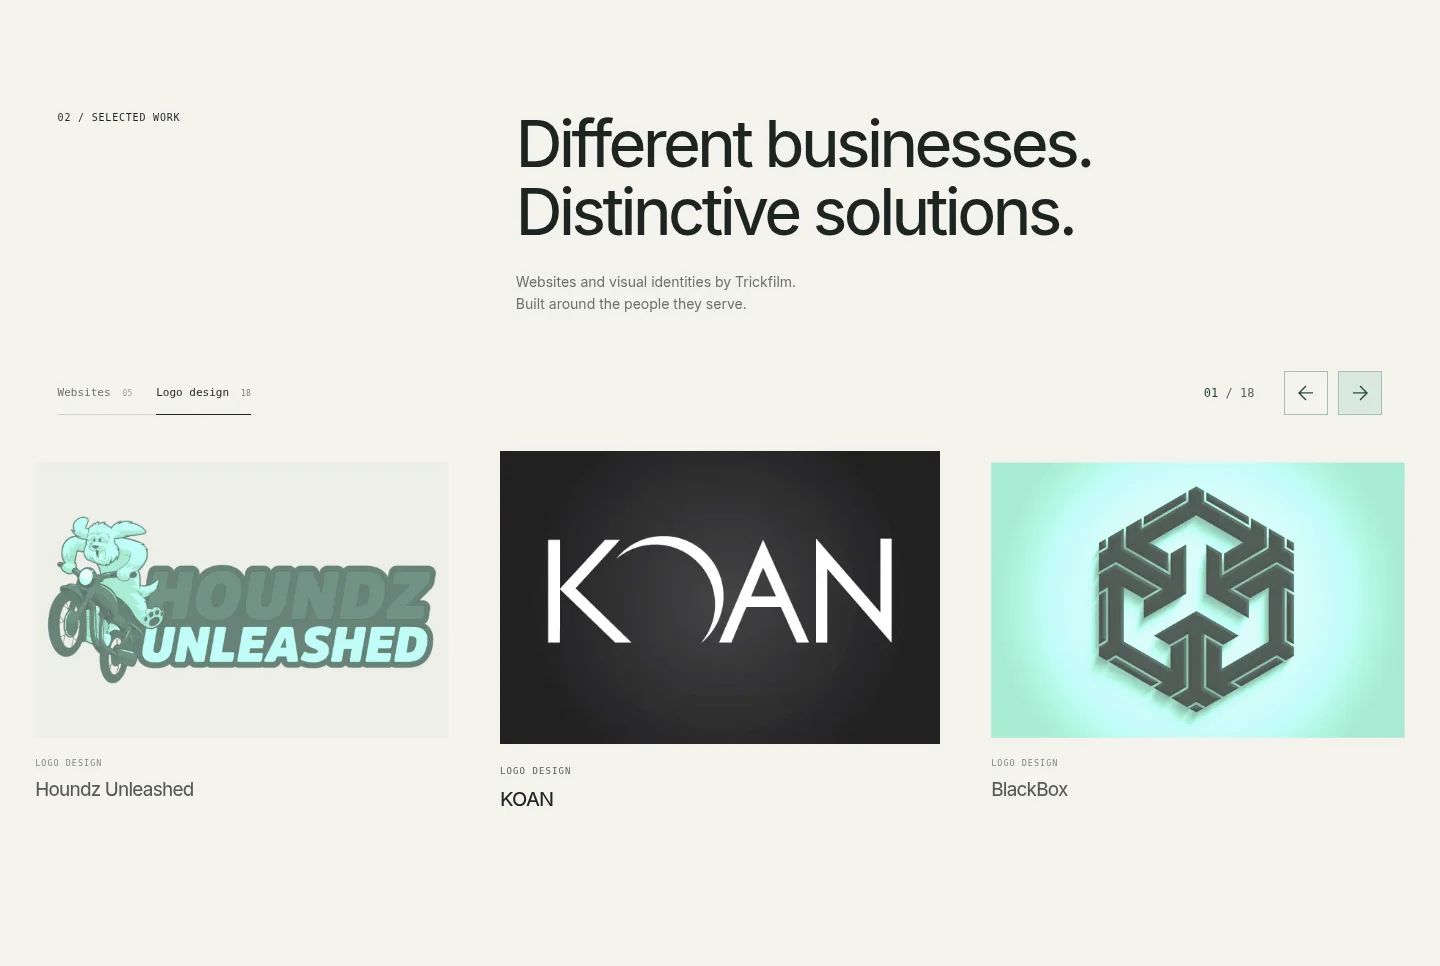 02 / SELECTED WORK
Different businesses.
Distinctive solutions.
Websites and visual identities by Trickfilm.
Built around the people they serve.
Websites 05 Logo design 18
01 / 18
HOUNDZ
UNLEASHED
KOAN
LOGO DESIGN
Houndz Unleashed
LOGO DESIGN
KOAN
LOGO DESIGN
BlackBox